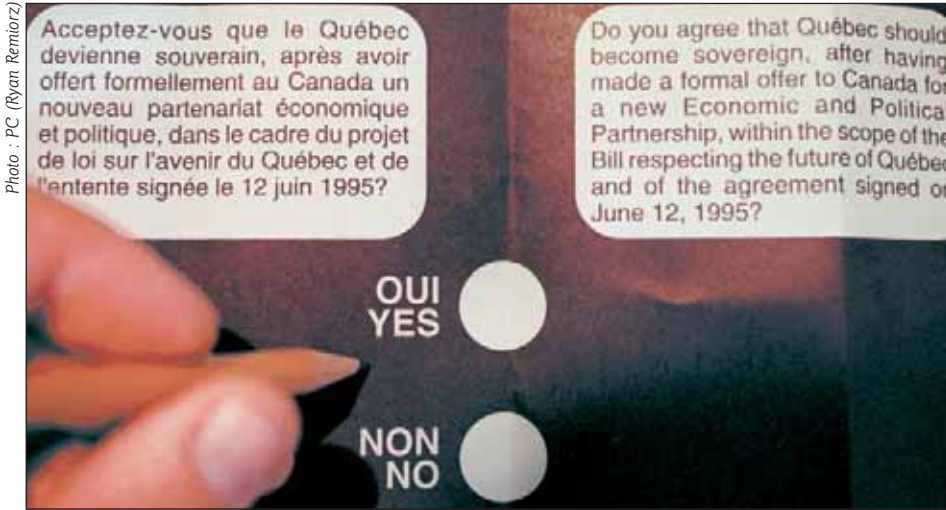 Photo : PC (Ryan Remiorz)
Acceptez-vous que le Québec
devienne souverain, après avoir
offert formellement au Canada un
nouveau partenariat économique
et politique, dans le cadre du projet
de loi sur l'avenir du Québec et de
l'entente signée le 12 juin 1995?
Do you agree that Québec should
become sovereign, after having
made a formal offer to Canada for
a new Economic and Political
Partnership, within the scope of the
Bill respecting the future of Québec
and of the agreement signed on
June 12, 1995?
OUI
YES
NON
NO